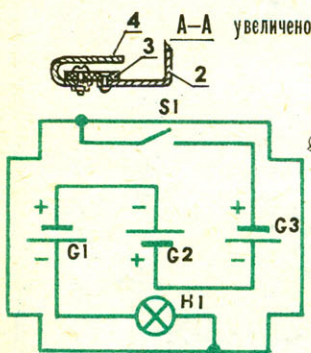 4
3
A–A увеличено
2
S1
+
–
+
G1
G2
G3
–
+
–
H1